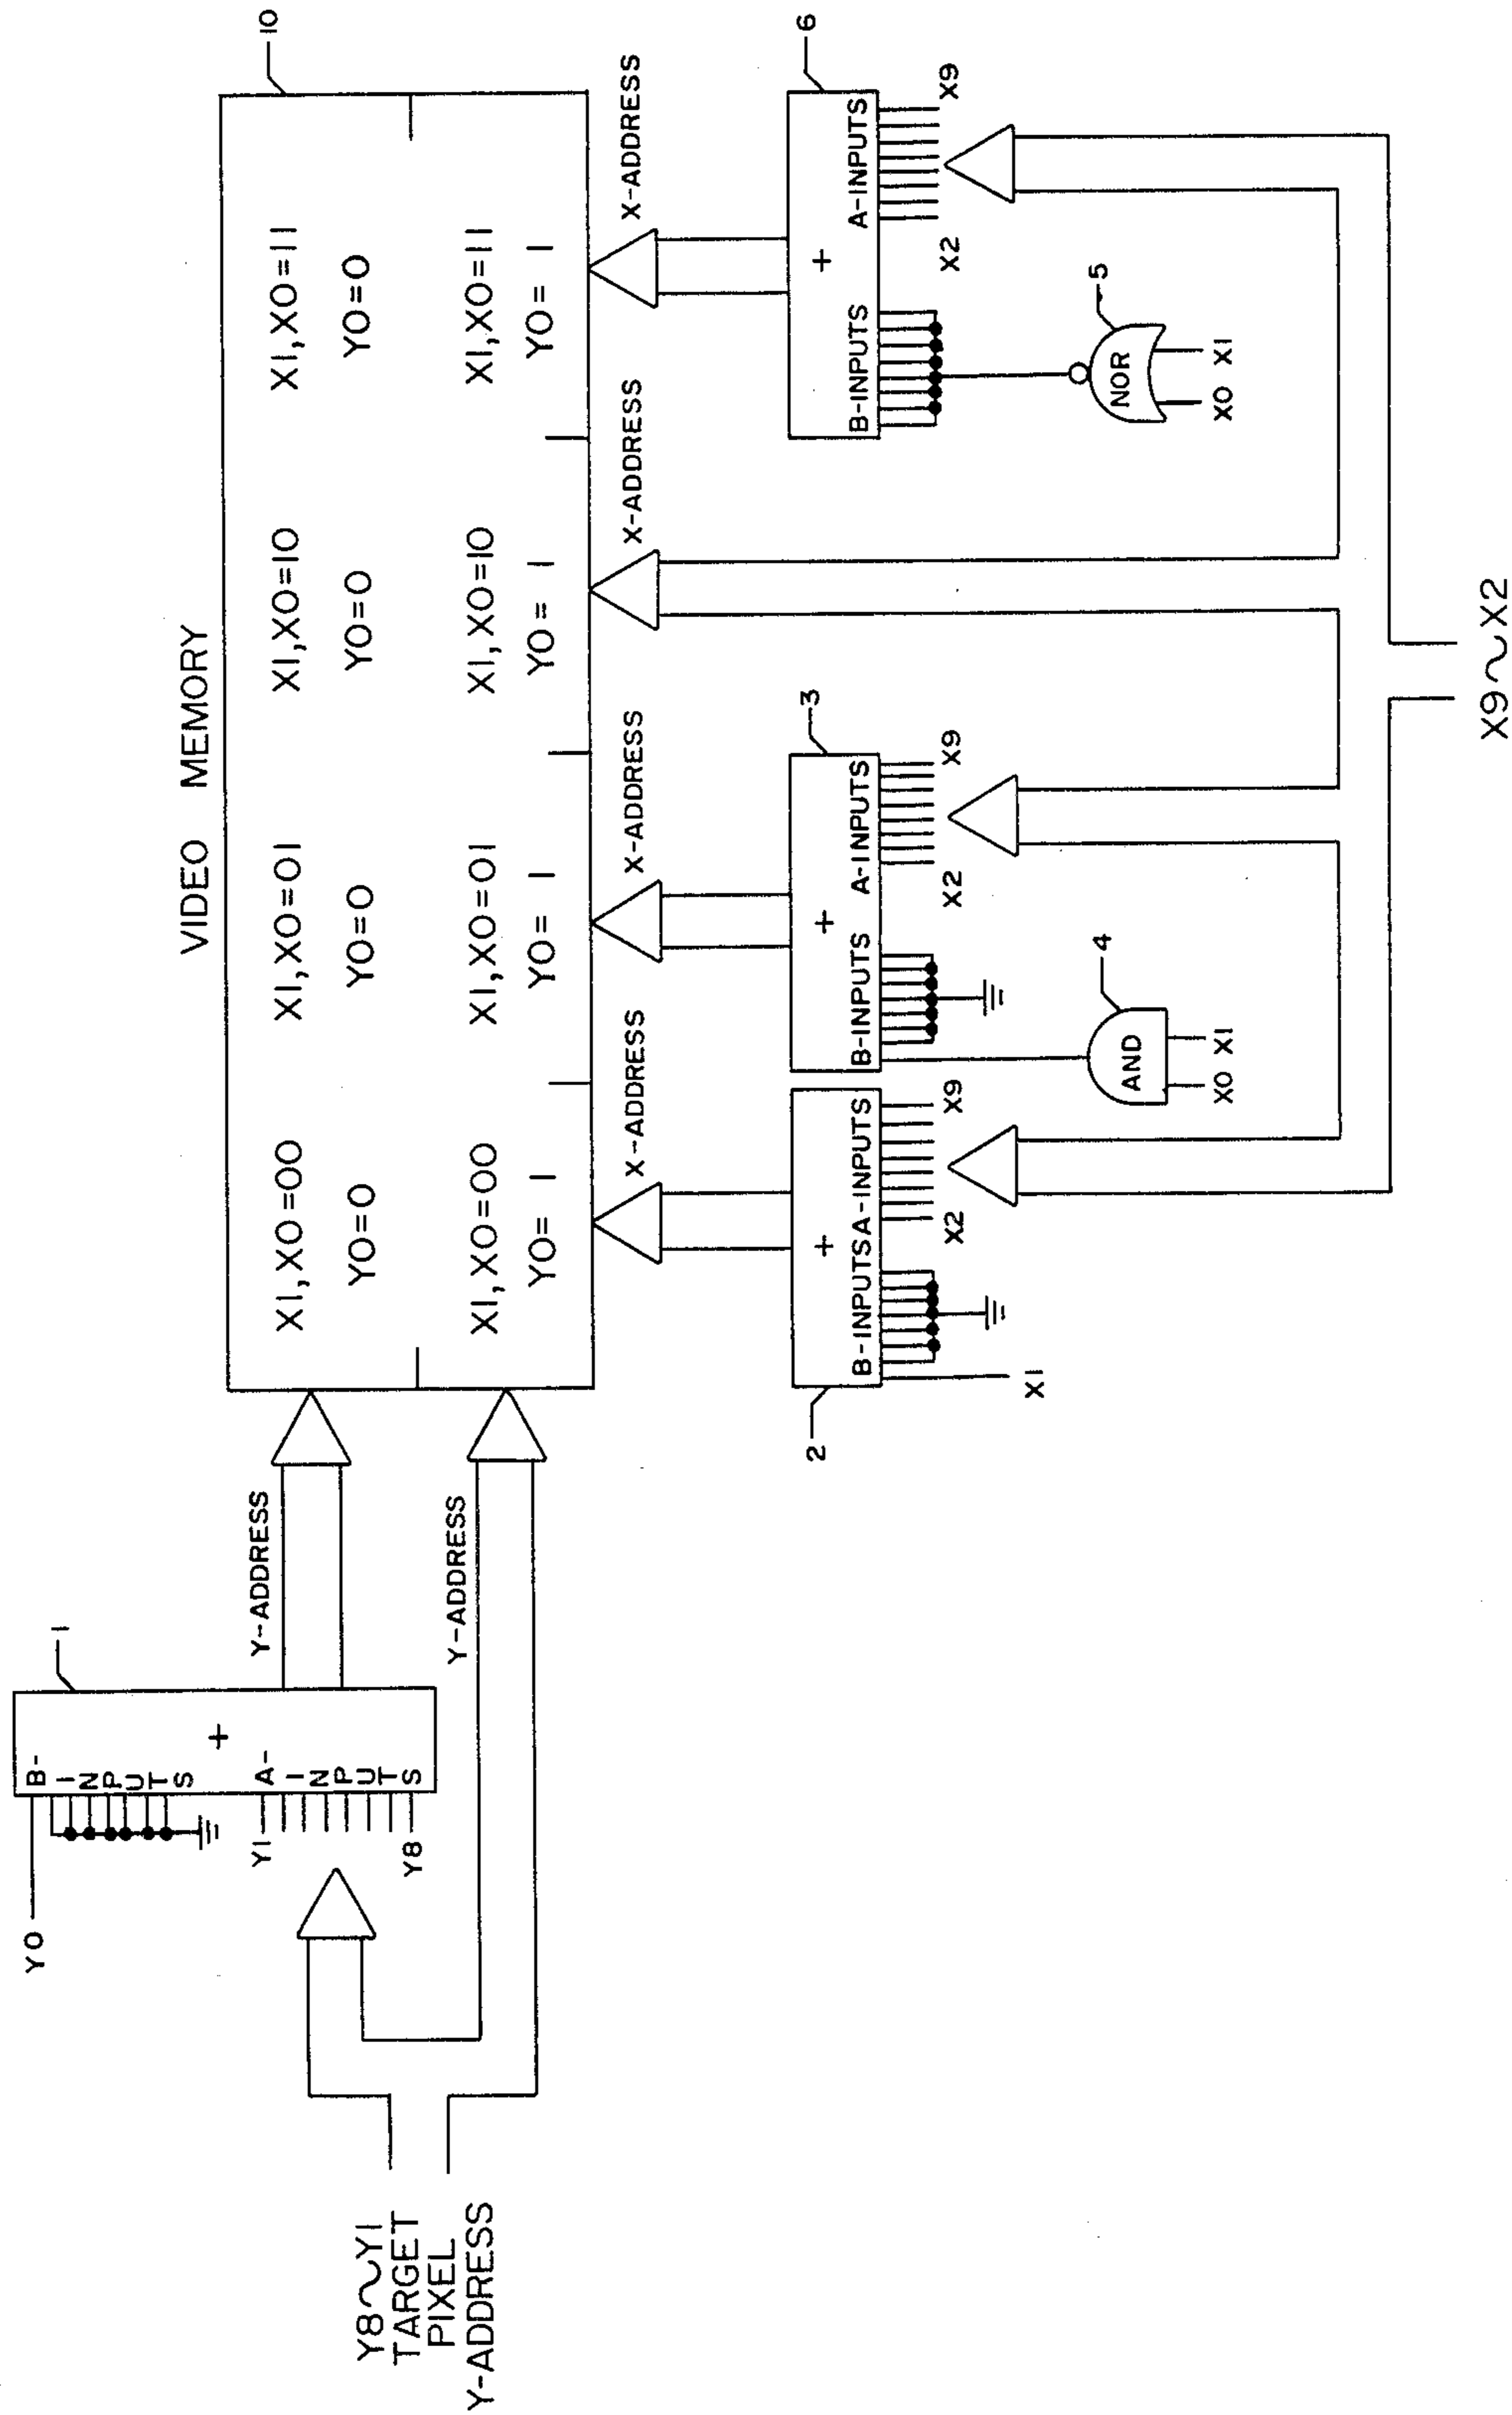 VIDEO MEMORY
10
X1,X0=00
Y0=0
X1,X0=01
Y0=0
X1,X0=10
Y0=0
X1,X0=11
Y0=0
X1,X0=00
Y0=1
X1,X0=01
Y0=1
X1,X0=10
Y0=1
X1,X0=11
Y0=1
1
B-INPUTS
+
A-INPUTS
Y0
Y1
Y8
Y-ADDRESS
Y-ADDRESS
Y8~Y1
TARGET
PIXEL
Y-ADDRESS
X-ADDRESS
X-ADDRESS
X-ADDRESS
X-ADDRESS
2
+
B-INPUTS A-INPUTS
X1
X2
X9
3
+
B-INPUTS A-INPUTS
X2
X9
4
AND
X0 X1
6
+
B-INPUTS A-INPUTS
X2
X9
5
NOR
X0 X1
X9~X2